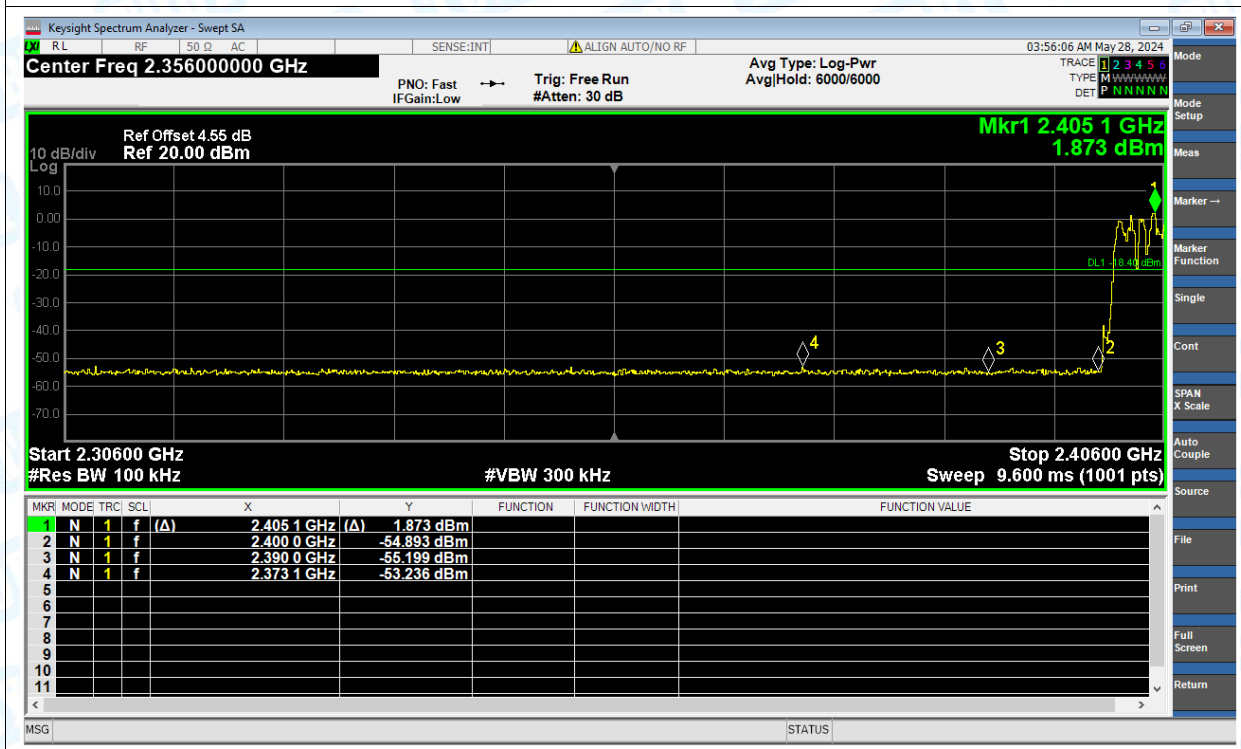 Keysight Spectrum Analyzer - Swept SA
LXI RL RF 50 Ω AC SENSE:INT ALIGN AUTO/NO RF 03:56:06 AM May 28, 2024
Center Freq 2.356000000 GHz
PNO: Fast
IFGain:Low
Trig: Free Run
#Atten: 30 dB
Avg Type: Log-Pwr
Avg|Hold: 6000/6000
TRACE 1 2 3 4 5 6
TYPE M WWWWW
DET P N N N N N
Mkr1 2.405 1 GHz
1.873 dBm
Ref Offset 4.55 dB
10 dB/div Ref 20.00 dBm
Log
10.0
0.00
-10.0
-20.0
-30.0
-40.0
-50.0
-60.0
-70.0
1
DL1 -18.40 dBm
4
3
2
Start 2.30600 GHz Stop 2.40600 GHz
#Res BW 100 kHz #VBW 300 kHz Sweep 9.600 ms (1001 pts)
MKR MODE TRC SCL X Y FUNCTION FUNCTION WIDTH FUNCTION VALUE
1 N 1 f (Δ) 2.405 1 GHz (Δ) 1.873 dBm
2 N 1 f 2.400 0 GHz -54.893 dBm
3 N 1 f 2.390 0 GHz -55.199 dBm
4 N 1 f 2.373 1 GHz -53.236 dBm
5
6
7
8
9
10
11
MSG STATUS
Mode
Mode
Setup
Meas
Marker →
Marker
Function
Single
Cont
SPAN
X Scale
Auto
Couple
Source
File
Print
Full
Screen
Return